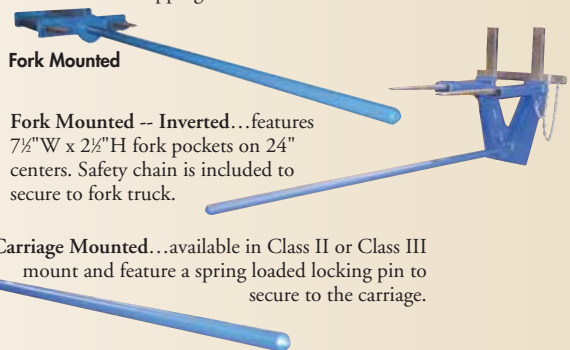 Fork Mounted
Fork Mounted -- Inverted…features
7½"W x 2½"H fork pockets on 24"
centers. Safety chain is included to
secure to fork truck.
Carriage Mounted…available in Class II or Class III
mount and feature a spring loaded locking pin to
secure to the carriage.